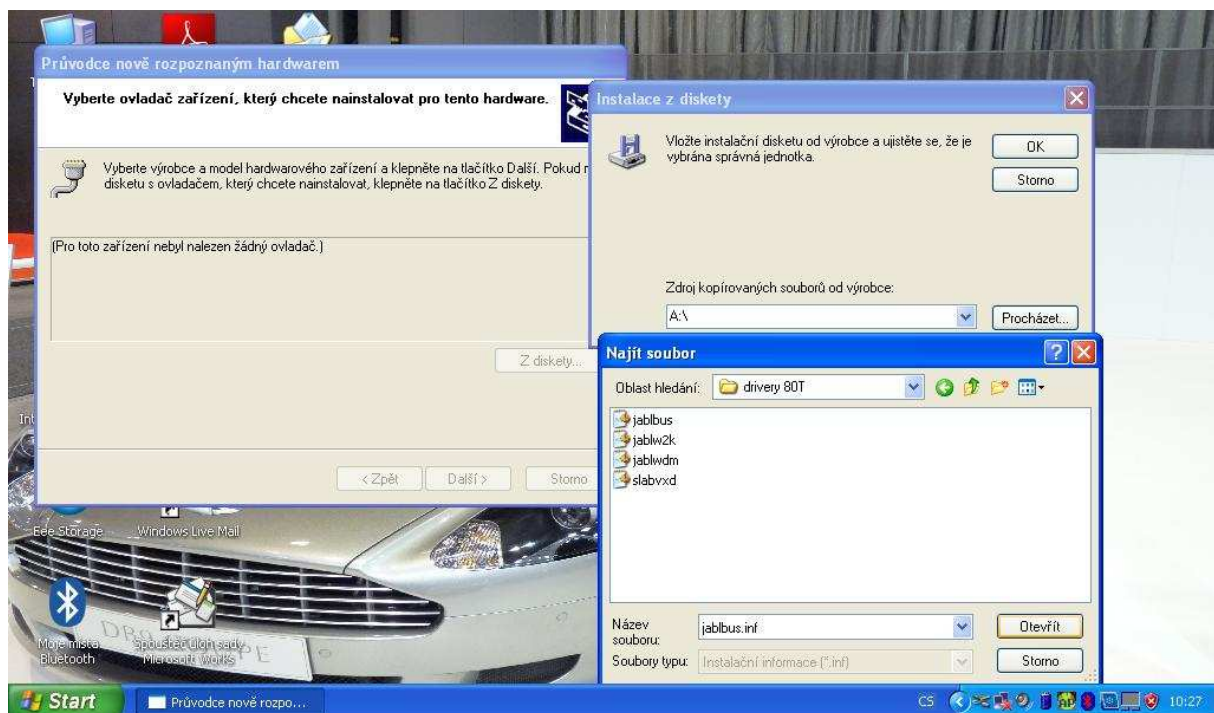 Průvodce nově rozpoznaným hardwarem
Vyberte ovladač zařízení, který chcete nainstalovat pro tento hardware.
Vyberte výrobce a model hardwarového zařízení a klepněte na tlačítko Další. Pokud
disketu s ovladačem, který chcete nainstalovat, klepněte na tlačítko Z diskety.
(Pro toto zařízení nebyl nalezen žádný ovladač.)
Z diskety...
< Zpět
Další >
Storno
Instalace z diskety
Vložte instalační disketu od výrobce a ujistěte se, že je
vybrána správná jednotka.
OK
Storno
Zdroj kopírovaných souborů od výrobce:
A:\
Procházet...
Najít soubor
Oblast hledání:
drivery 80T
jablbus
jablw2k
jablwdm
slabvxd
Název
souboru:
jablbus.inf
Otevřít
Soubory typu:
Instalační informace (*.inf)
Storno
Eee Storage
Windows Live Mail
Moje místa
Bluetooth
Spouštěč úloh sady
Microsoft Works
Start
Průvodce nově rozpo...
CS
10:27